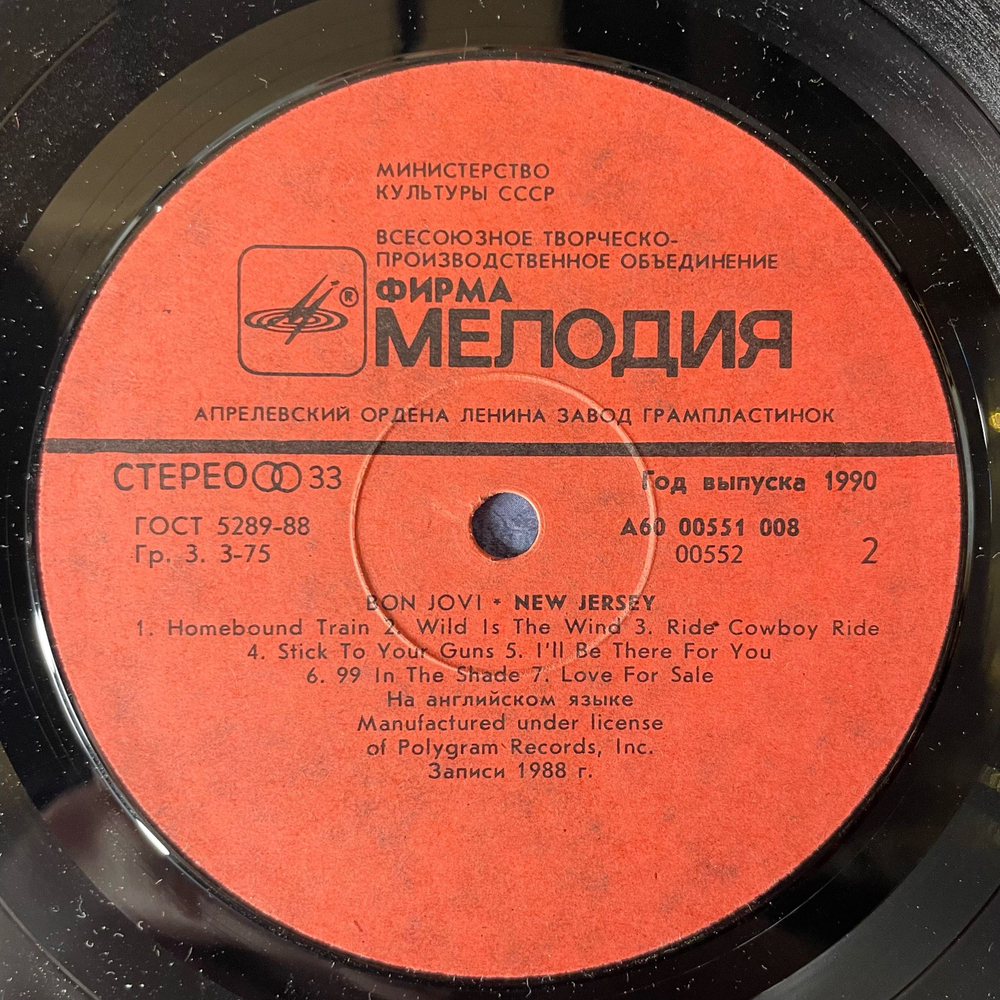 МИНИСТЕРСТВО
КУЛЬТУРЫ СССР
ВСЕСОЮЗНОЕ ТВОРЧЕСКО-
ПРОИЗВОДСТВЕННОЕ ОБЪЕДИНЕНИЕ
®
ФИРМА
МЕЛОДИЯ
АПРЕЛЕВСКИЙ ОРДЕНА ЛЕНИНА ЗАВОД ГРАМПЛАСТИНОК
СТЕРЕО 33 Год выпуска 1990
ГОСТ 5289-88 А60 00551 008
Гр. 3. 3-75 00552 2
BON JOVI * NEW JERSEY
1. Homebound Train 2. Wild Is The Wind 3. Ride Cowboy Ride
4. Stick To Your Guns 5. I'll Be There For You
6. 99 In The Shade 7. Love For Sale
На английском языке
Manufactured under license
of Polygram Records, Inc.
Записи 1988 г.